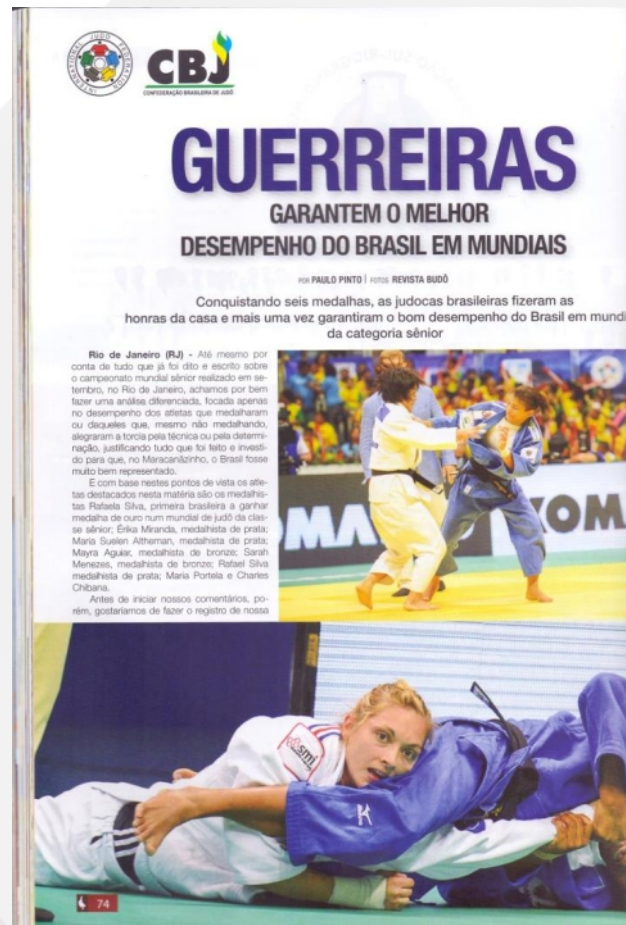 INTERNATIONAL JUDO FEDERATION
CBJ
CONFEDERAÇÃO BRASILEIRA DE JUDÔ
GUERREIRAS
GARANTEM O MELHOR
DESEMPENHO DO BRASIL EM MUNDIAIS
POR PAULO PINTO | FOTOS REVISTA BUDÔ
Conquistando seis medalhas, as judocas brasileiras fizeram as
honras da casa e mais uma vez garantiram o bom desempenho do Brasil em mundi
da categoria sênior
Rio de Janeiro (RJ) - Até mesmo por
conta de tudo que já foi dito e escrito sobre
o campeonato mundial sênior realizado em se-
tembro, no Rio de Janeiro, achamos por bem
fazer uma análise diferenciada, focada apenas
no desempenho dos atletas que medalharam
ou daqueles que, mesmo não medalhando,
alegraram a torcia pela técnica ou pela determi-
nação, justificando tudo que foi feito e investi-
do para que, no Maracanãzinho, o Brasil fosse
muito bem representado.
E com base nestes pontos de vista os atle-
tas destacados nesta matéria são os medalhis-
tas Rafaela Silva, primeira brasileira a ganhar
medalha de ouro num mundial de judô da clas-
se sênior; Érika Miranda, medalhista de prata;
Maria Suelen Altheman, medalhista de prata;
Mayra Aguiar, medalhista de bronze; Sarah
Menezes, medalhista de bronze; Rafael Silva
medalhista de prata; Maria Portela e Charles
Chibana.
Antes de iniciar nossos comentários, po-
rém, gostaríamos de fazer o registro de nossa
OMA
KOM
smi
74